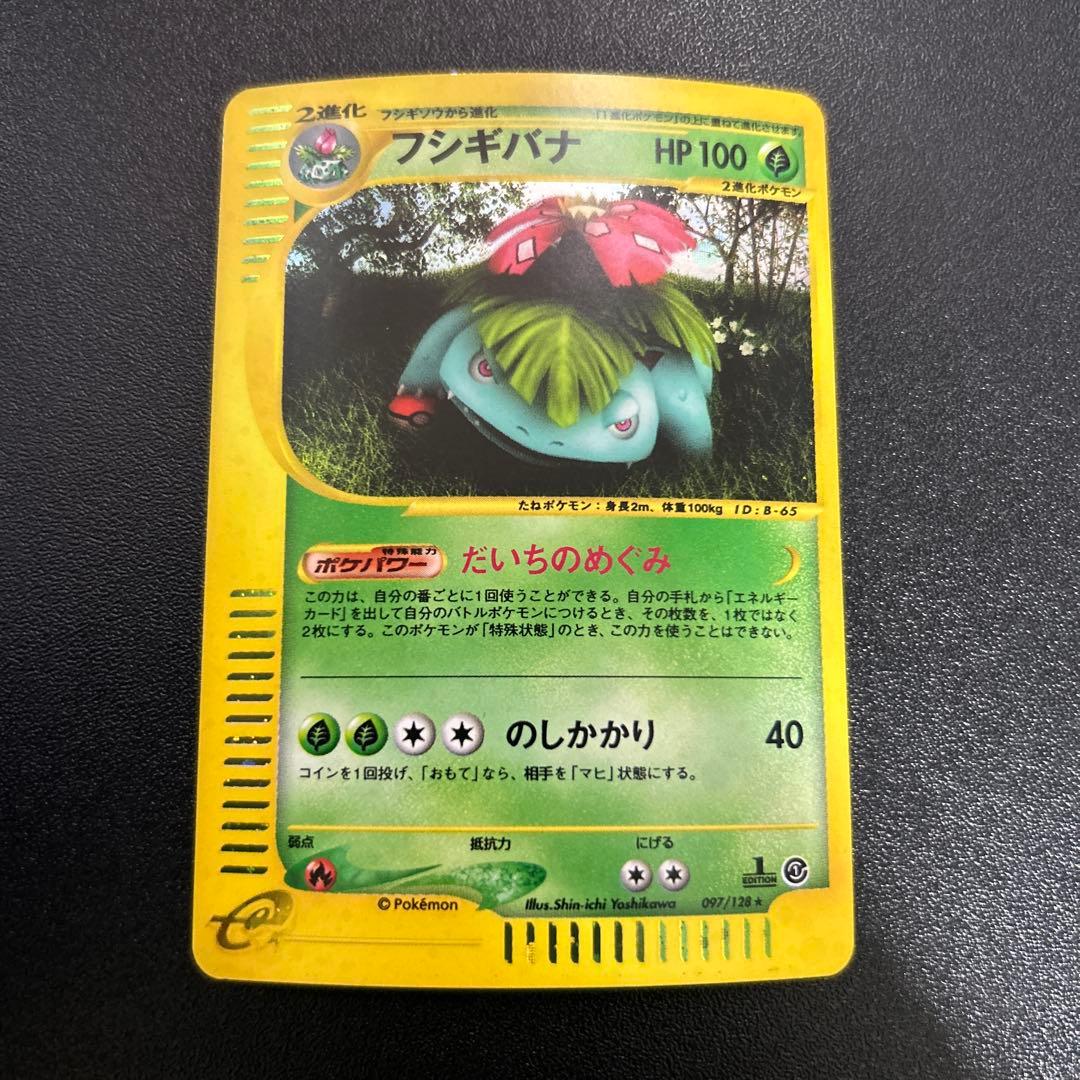 2進化 フシギソウから進化 「1進化ポケモン」の上に重ねて進化させます
フシギバナ HP 100
2進化ポケモン
たねポケモン：身長2m、体重100kg ID:B-65
特殊能力
ポケパワー だいちのめぐみ
この力は、自分の番ごとに1回使うことができる。自分の手札から「エネルギー
カード」を出して自分のバトルポケモンにつけるとき、その枚数を、1枚ではなく
2枚にする。このポケモンが「特殊状態」のとき、この力を使うことはできない。
のしかかり 40
コインを1回投げ、「おもて」なら、相手を「マヒ」状態にする。
弱点 抵抗力 にげる
1 EDITION
©Pokémon Illus.Shin-ichi Yoshikawa 097/128★
e